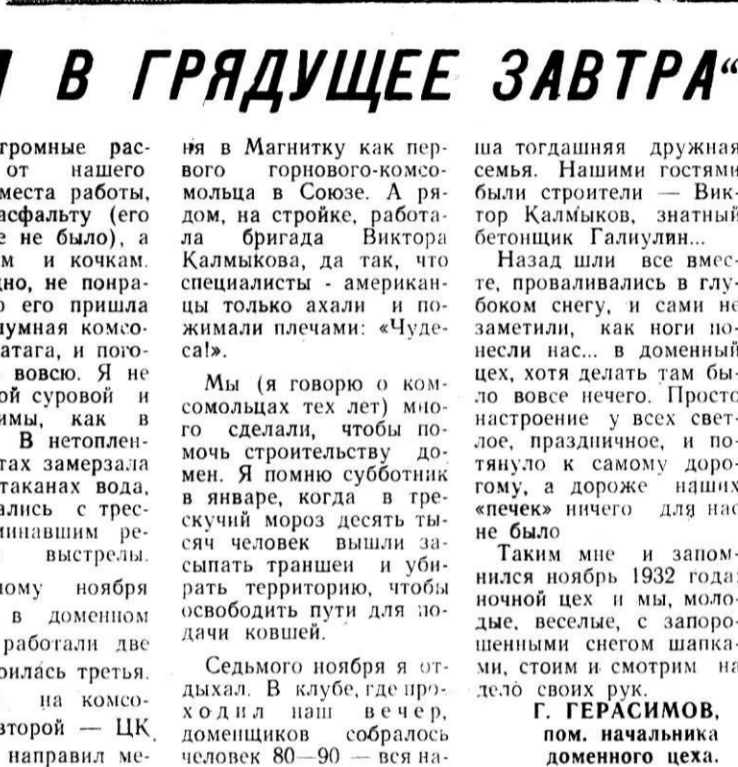 В ГРЯДУЩЕЕ ЗАВТРА“
громные рас-
от нашего
места работы,
асфальту (его
е не было), а
м и кочкам.
дно, не понра-
о его пришла
шумная комсо-
атага, и пого-
вовсю. Я не
ой суровой и
имы, как в
В нетоплен-
тах замерзала
таканах вода,
ались с трес-
минавшим ре-
выстрелы.
ному ноября
в доменном
работали две
оилась третья.
на комсо-
второй — ЦК
направил ме-
ня в Магнитку как пер-
вого горнового-комсо-
мольца в Союзе. А ря-
дом, на стройке, работа-
ла бригада Виктора
Калмыкова, да так, что
специалисты - американ-
цы только ахали и по-
жимали плечами: «Чуде-
са!».
Мы (я говорю о ком-
сомольцах тех лет) мно-
го сделали, чтобы по-
мочь строительству до-
мен. Я помню субботник
в январе, когда в тре-
скучий мороз десять ты-
сяч человек вышли за-
сыпать траншеи и уби-
рать территорию, чтобы
освободить пути для по-
дачи ковшей.
Седьмого ноября я от-
дыхал. В клубе, где про-
ходил наш вечер,
доменщиков собралось
человек 80—90 — вся на-
ша тогдашняя дружная
семья. Нашими гостями
были строители — Вик-
тор Калмыков, знатный
бетонщик Галиулин...
Назад шли все вмес-
те, проваливались в глу-
боком снегу, и сами не
заметили, как ноги по-
несли нас... в доменный
цех, хотя делать там бы-
ло вовсе нечего. Просто
настроение у всех свет-
лое, праздничное, и по-
тянуло к самому доро-
гому, а дороже наших
«печек» ничего для нас
не было
Таким мне и запом-
нился ноябрь 1932 года:
ночной цех и мы, моло-
дые, веселые, с запоро-
шенными снегом шапка-
ми, стоим и смотрим на
дело своих рук.
Г. ГЕРАСИМОВ,
пом. начальника
доменного цеха.